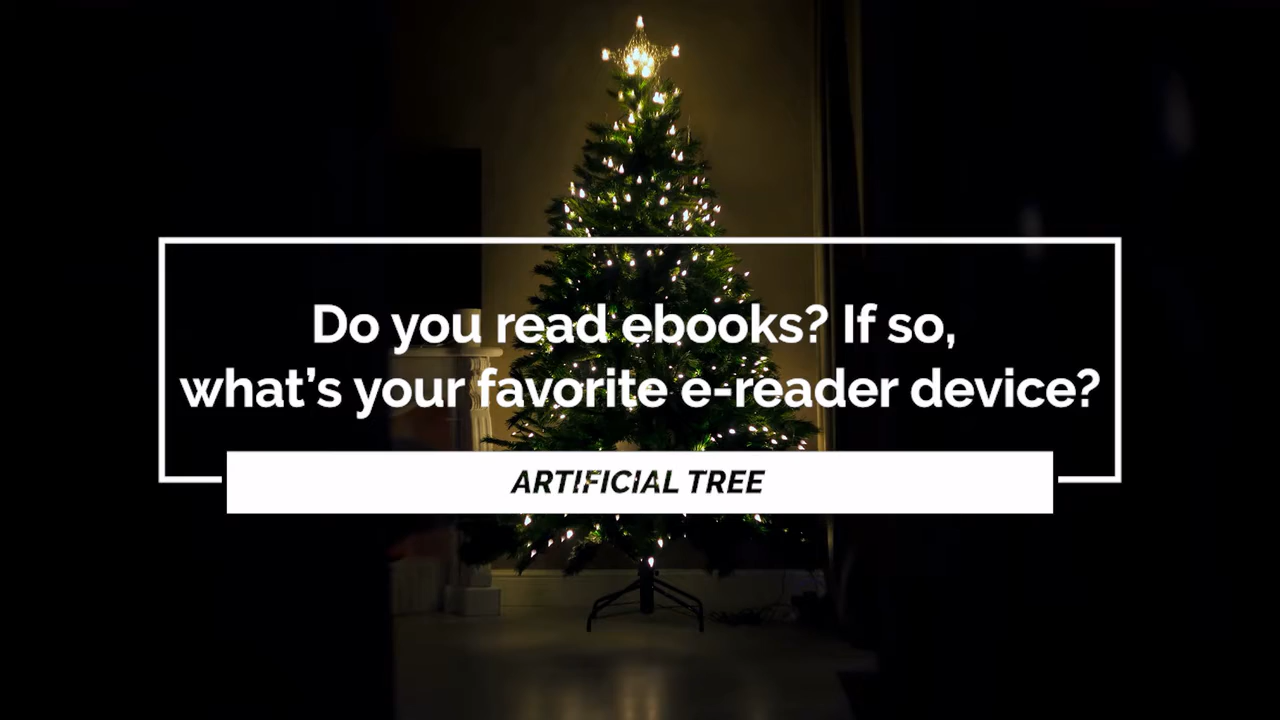 Do you read ebooks? If so,
what's your favorite e-reader device?
ARTIFICIAL TREE